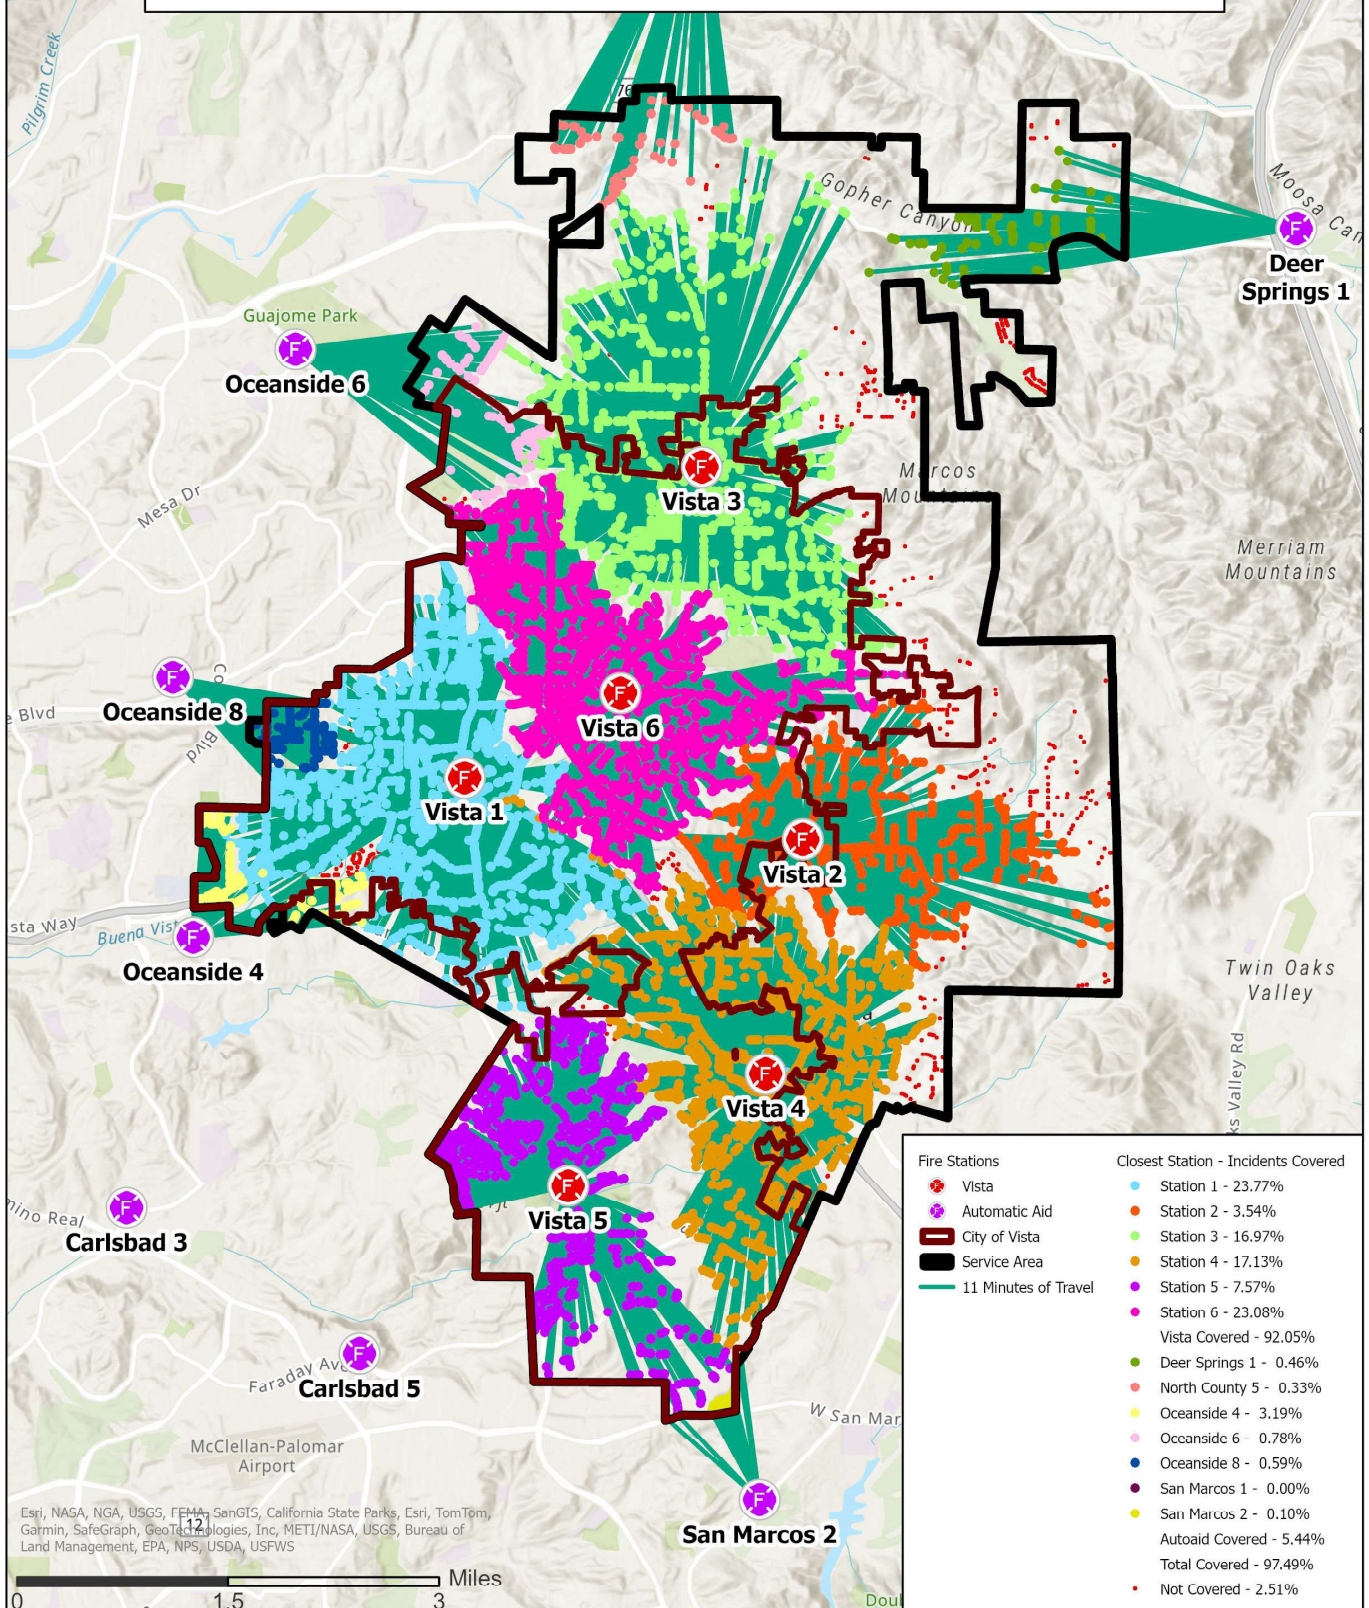 Pilgrim Creek
76
Gopher Canyon
Moosa Can
Deer
Springs 1
Guajome Park
Oceanside 6
Vista 3
Marcos
Mountains
Mesa Dr
Merriam
Mountains
Oceanside 8
e Blvd
Blvd
Vista 6
Vista 1
Vista 2
sta Way
Buena Vist
Oceanside 4
Twin Oaks
Valley
a
Vista 4
ks Valley Rd
Vista 5
mino Real
Carlsbad 3
Faraday Ave
Carlsbad 5
W San Mar
McClellan-Palomar
Airport
San Marcos 2
12
Esri, NASA, NGA, USGS, FEMA, SanGIS, California State Parks, Esri, TomTom,
Garmin, SafeGraph, GeoTechnologies, Inc, METI/NASA, USGS, Bureau of
Land Management, EPA, NPS, USDA, USFWS
Miles
0 1.5 3
Doul
Fire Stations
Vista
Automatic Aid
City of Vista
Service Area
11 Minutes of Travel
Closest Station - Incidents Covered
Station 1 - 23.77%
Station 2 - 3.54%
Station 3 - 16.97%
Station 4 - 17.13%
Station 5 - 7.57%
Station 6 - 23.08%
Vista Covered - 92.05%
Deer Springs 1 - 0.46%
North County 5 - 0.33%
Oceanside 4 - 3.19%
Oceanside 6 - 0.78%
Oceanside 8 - 0.59%
San Marcos 1 - 0.00%
San Marcos 2 - 0.10%
Autoaid Covered - 5.44%
Total Covered - 97.49%
Not Covered - 2.51%